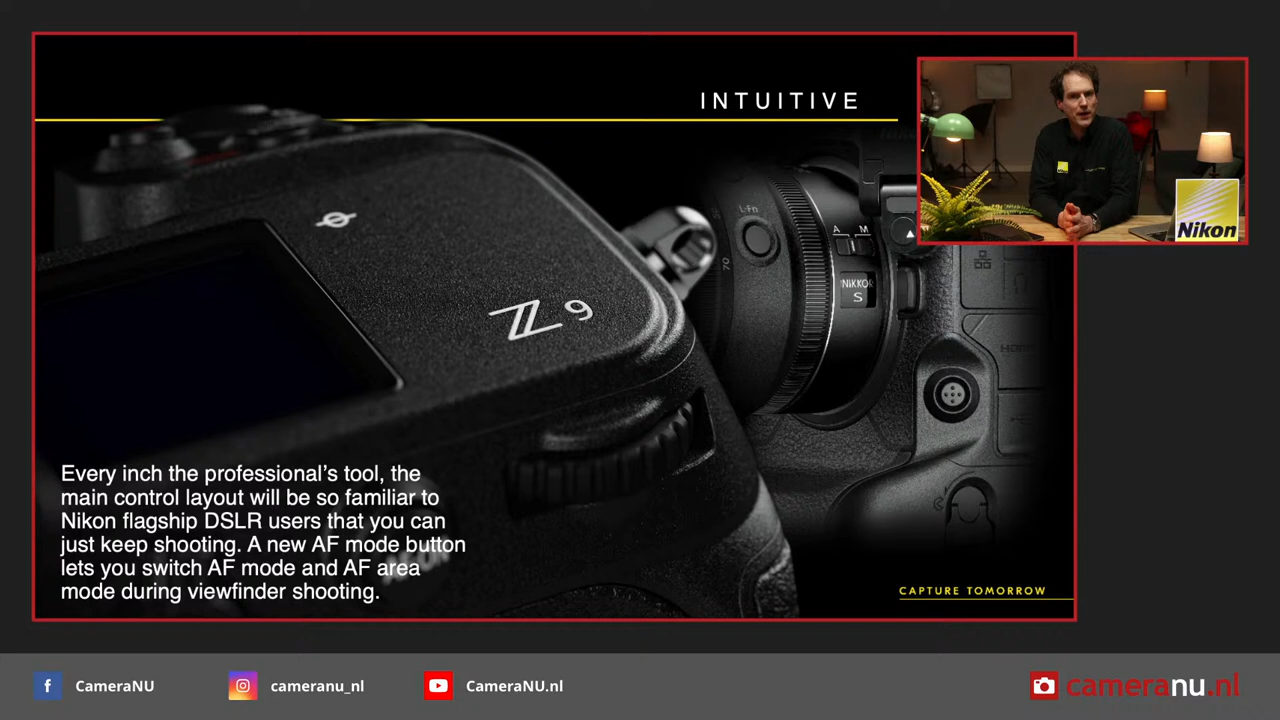 INTUITIVE
L-Fn
A M
NIKKOR
S
70
Z 9
HDMI
Nikon
Every inch the professional's tool, the
main control layout will be so familiar to
Nikon flagship DSLR users that you can
just keep shooting. A new AF mode button
lets you switch AF mode and AF area
mode during viewfinder shooting.
CAPTURE TOMORROW
CameraNU
cameranu_nl
CameraNU.nl
cameranu.nl